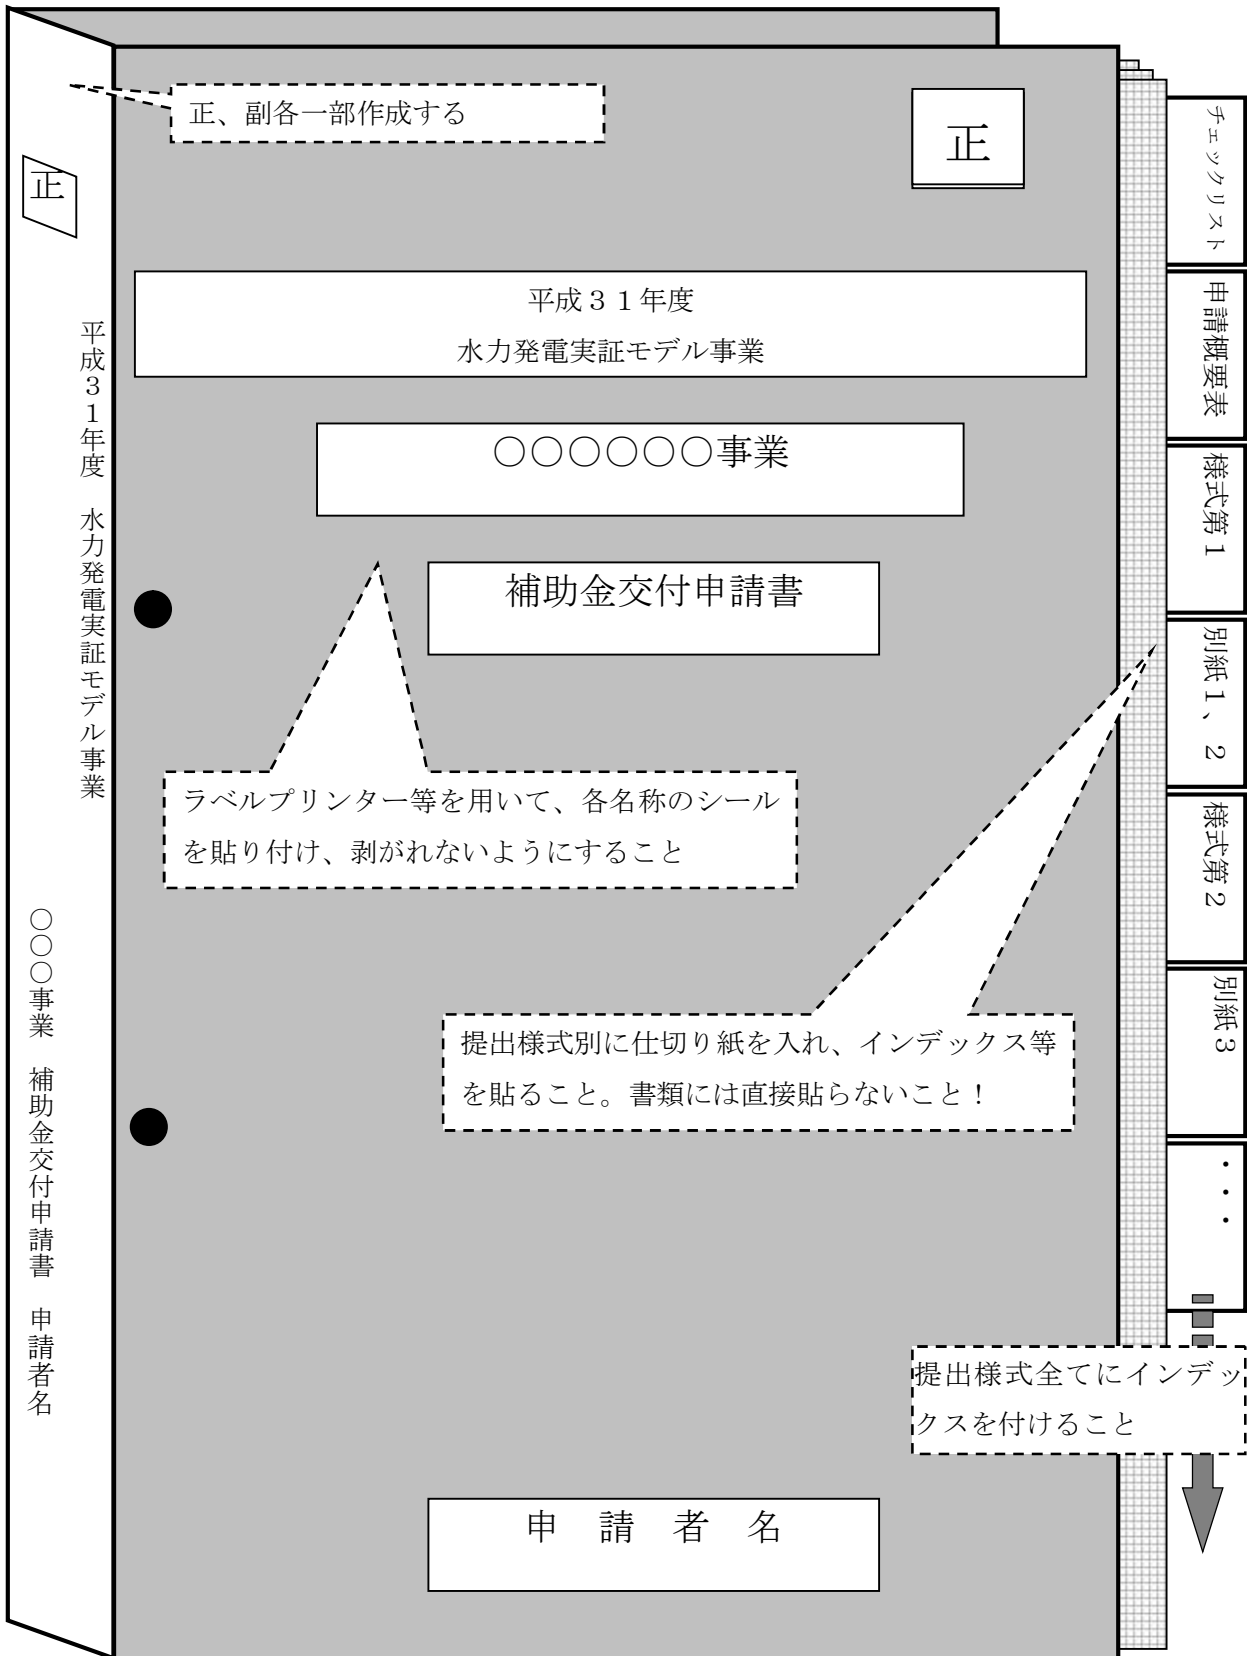 正、副各一部作成する
正
正
平成３１年度
水力発電実証モデル事業
○○○○○○事業
補助金交付申請書
ラベルプリンター等を用いて、各名称のシール
を貼り付け、剥がれないようにすること
提出様式別に仕切り紙を入れ、インデックス等
を貼ること。書類には直接貼らないこと！
提出様式全てにインデッ
クスを付けること
申　請　者　名
平成３１年度　水力発電実証モデル事業
○○○事業　補助金交付申請書　申請者名
チェックリスト
申請概要表
様式第１
別紙１、２
様式第２
別紙３
・・・